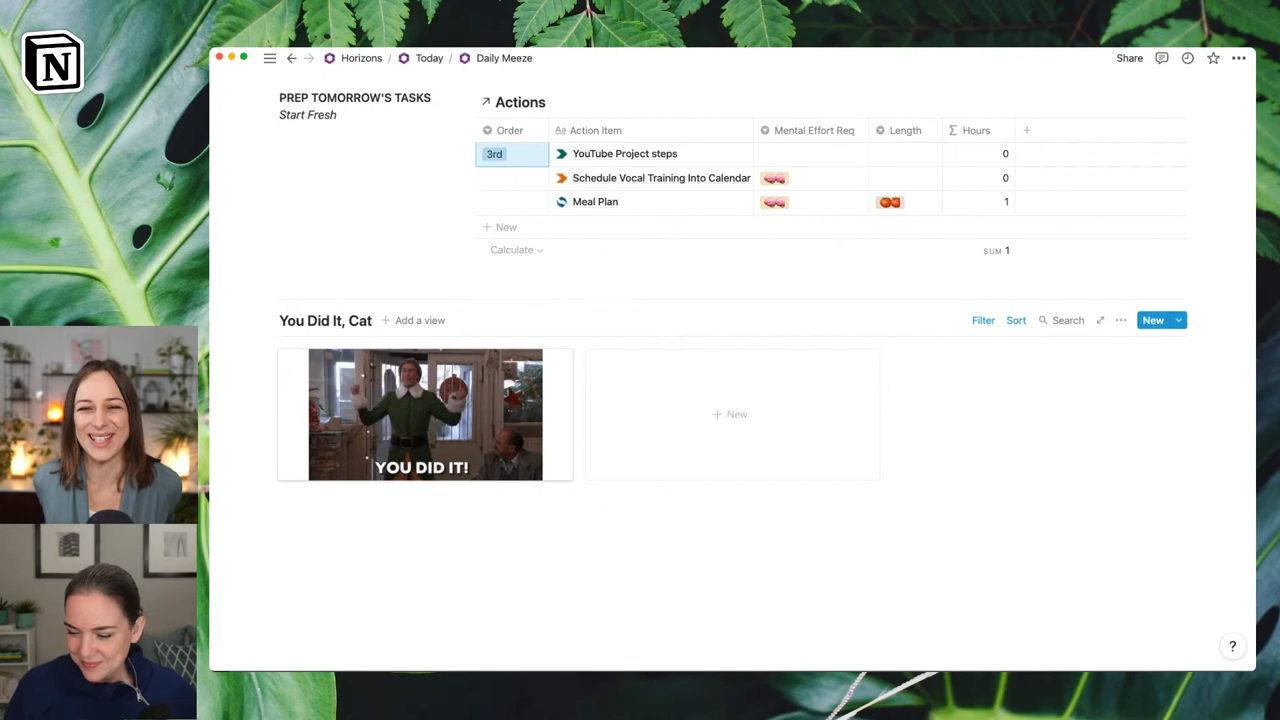 N
Horizons / Today / Daily Meeze
Share
PREP TOMORROW'S TASKS
Start Fresh
Actions
Order Aa Action Item Mental Effort Req Length Σ Hours +
3rd YouTube Project steps 0
Schedule Vocal Training Into Calendar 0
Meal Plan 1
+ New
Calculate
SUM 1
You Did It, Cat + Add a view
Filter Sort Search New
YOU DID IT!
+ New
?